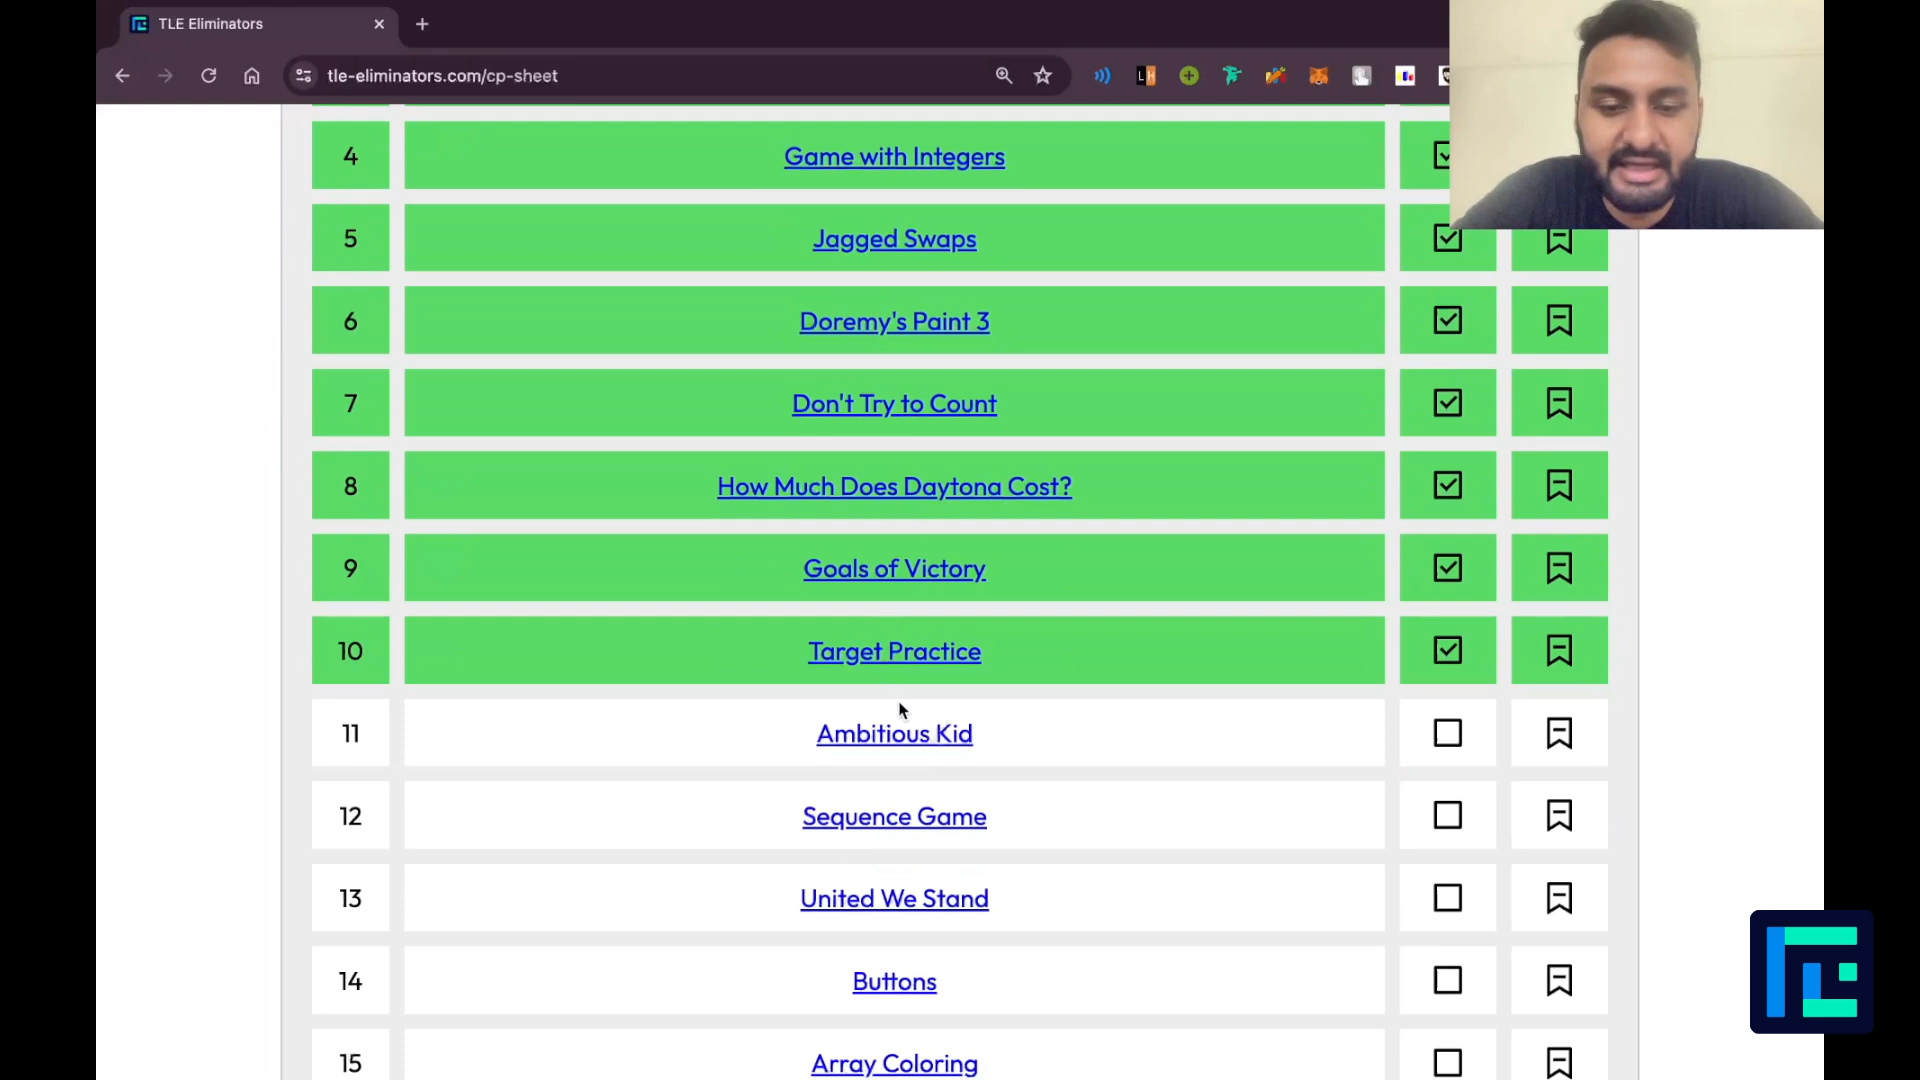 TLE Eliminators
tle-eliminators.com/cp-sheet
LH
4 Game with Integers
5 Jagged Swaps
6 Doremy's Paint 3
7 Don't Try to Count
8 How Much Does Daytona Cost?
9 Goals of Victory
10 Target Practice
11 Ambitious Kid
12 Sequence Game
13 United We Stand
14 Buttons
15 Array Coloring